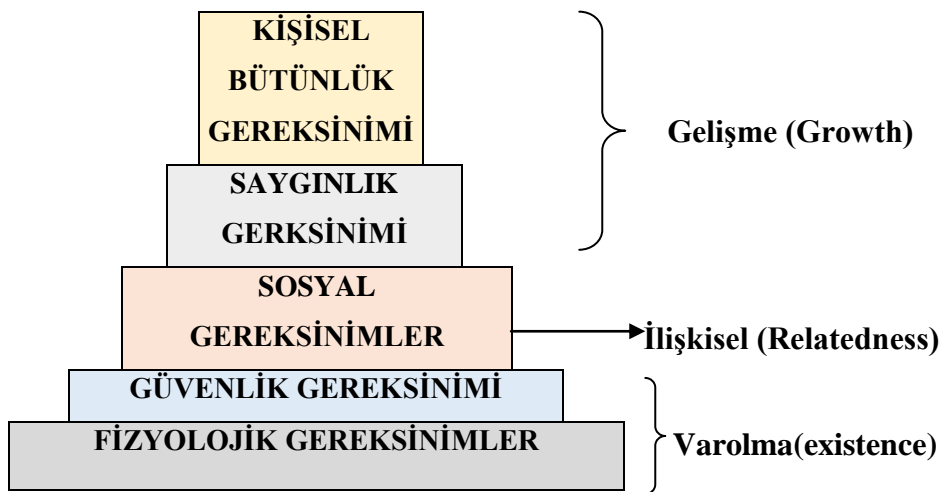 KİŞİSEL
BÜTÜNLÜK
GEREKSİNİMİ
Gelişme (Growth)
SAYGINLIK
GERKSİNİMİ
SOSYAL
GEREKSİNİMLER
İlişkisel (Relatedness)
GÜVENLİK GEREKSİNİMİ
FİZYOLOJİK GEREKSİNİMLER
Varolma(existence)